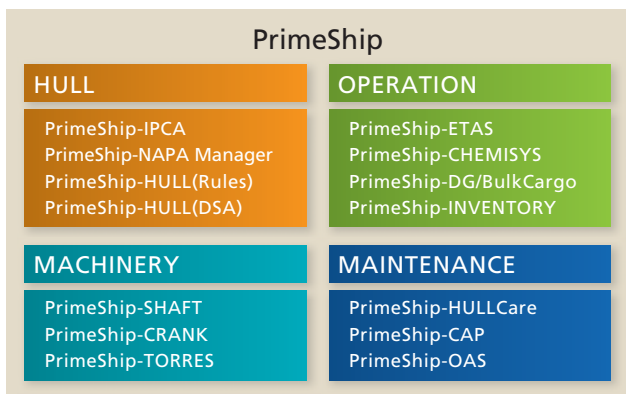 PrimeShip
HULL
PrimeShip-IPCA
PrimeShip-NAPA Manager
PrimeShip-HULL(Rules)
PrimeShip-HULL(DSA)
OPERATION
PrimeShip-ETAS
PrimeShip-CHEMISYS
PrimeShip-DG/BulkCargo
PrimeShip-INVENTORY
MACHINERY
PrimeShip-SHAFT
PrimeShip-CRANK
PrimeShip-TORRES
MAINTENANCE
PrimeShip-HULLCare
PrimeShip-CAP
PrimeShip-OAS